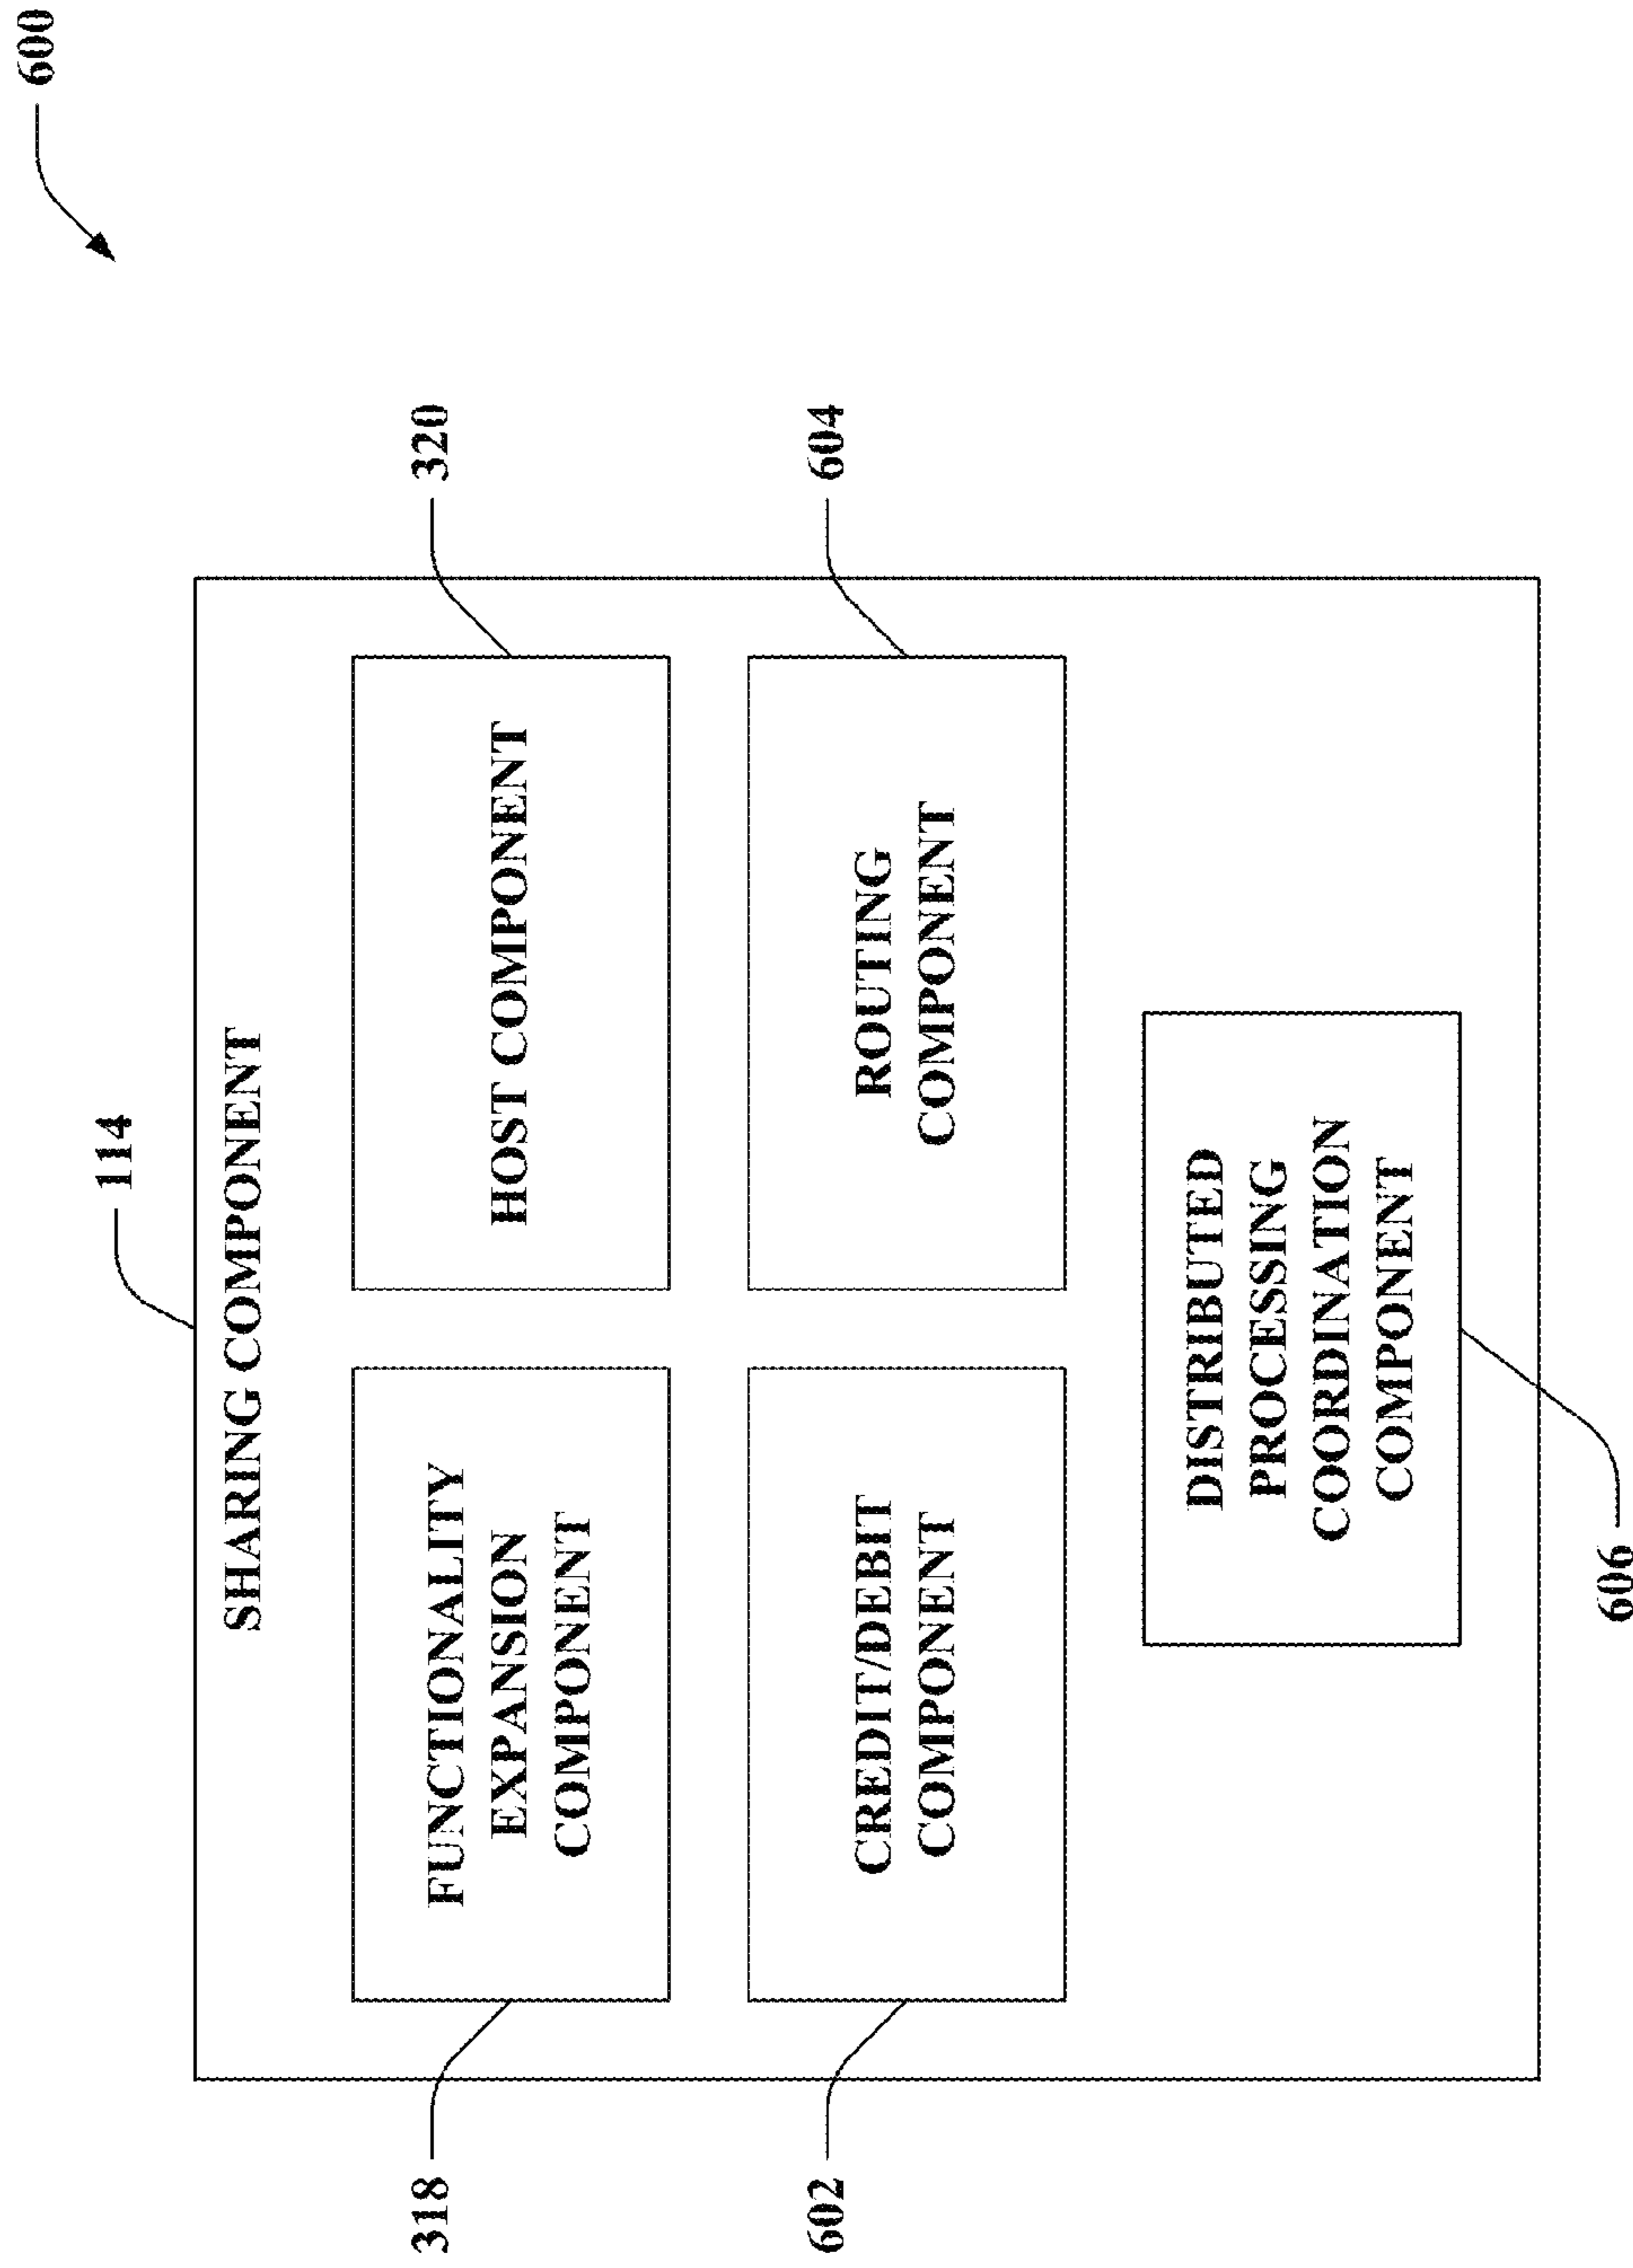 600
114
SHARING COMPONENT
318
FUNCTIONALITY
EXPANSION
COMPONENT
HOST COMPONENT
320
602
CREDIT/DEBIT
COMPONENT
ROUTING
COMPONENT
604
DISTRIBUTED
PROCESSING
COORDINATION
COMPONENT
606